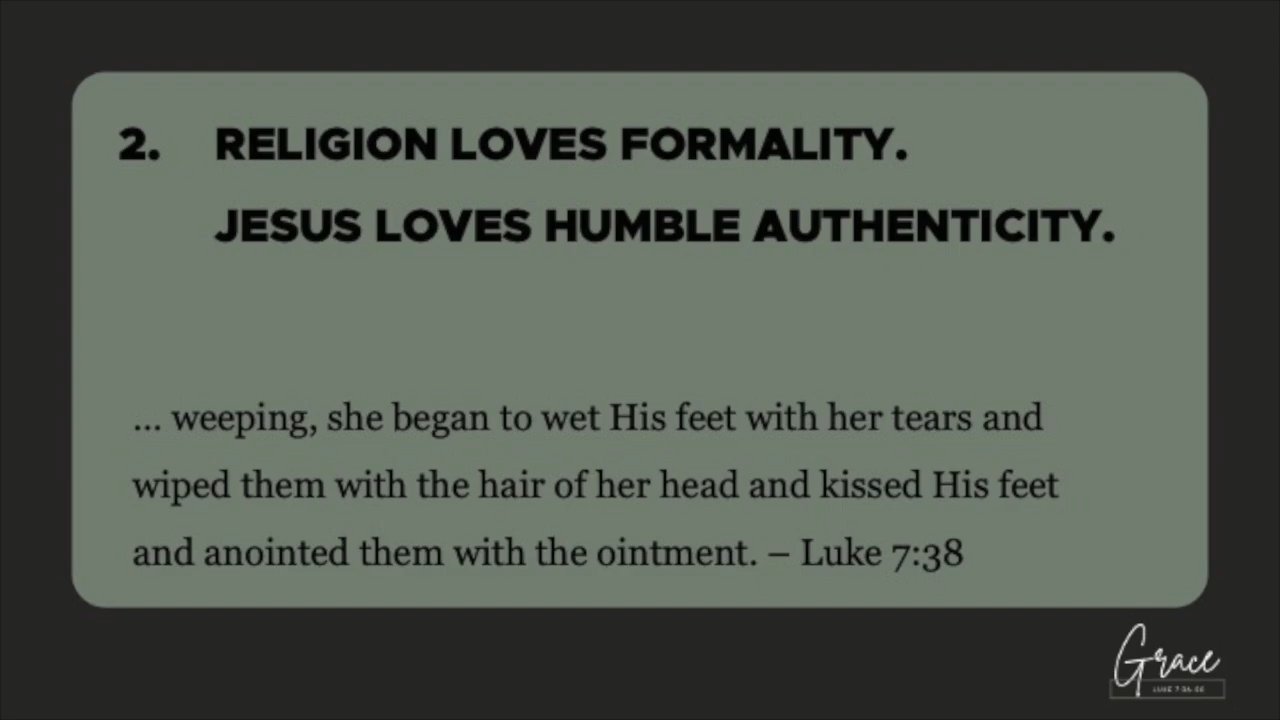 2. RELIGION LOVES FORMALITY.
JESUS LOVES HUMBLE AUTHENTICITY.
... weeping, she began to wet His feet with her tears and
wiped them with the hair of her head and kissed His feet
and anointed them with the ointment. – Luke 7:38
Grace
LUKE